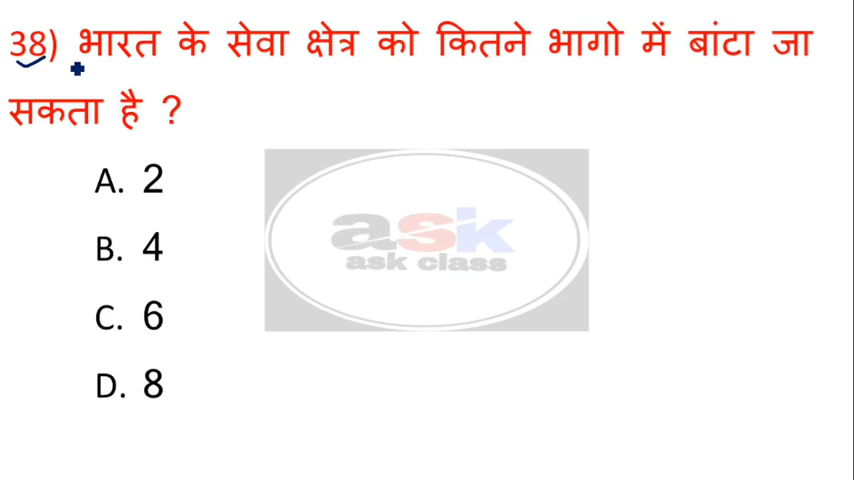 38) भारत के सेवा क्षेत्र को कितने भागो में बांटा जा
सकता है ?
A. 2
B. 4
ask
ask class
C. 6
D. 8